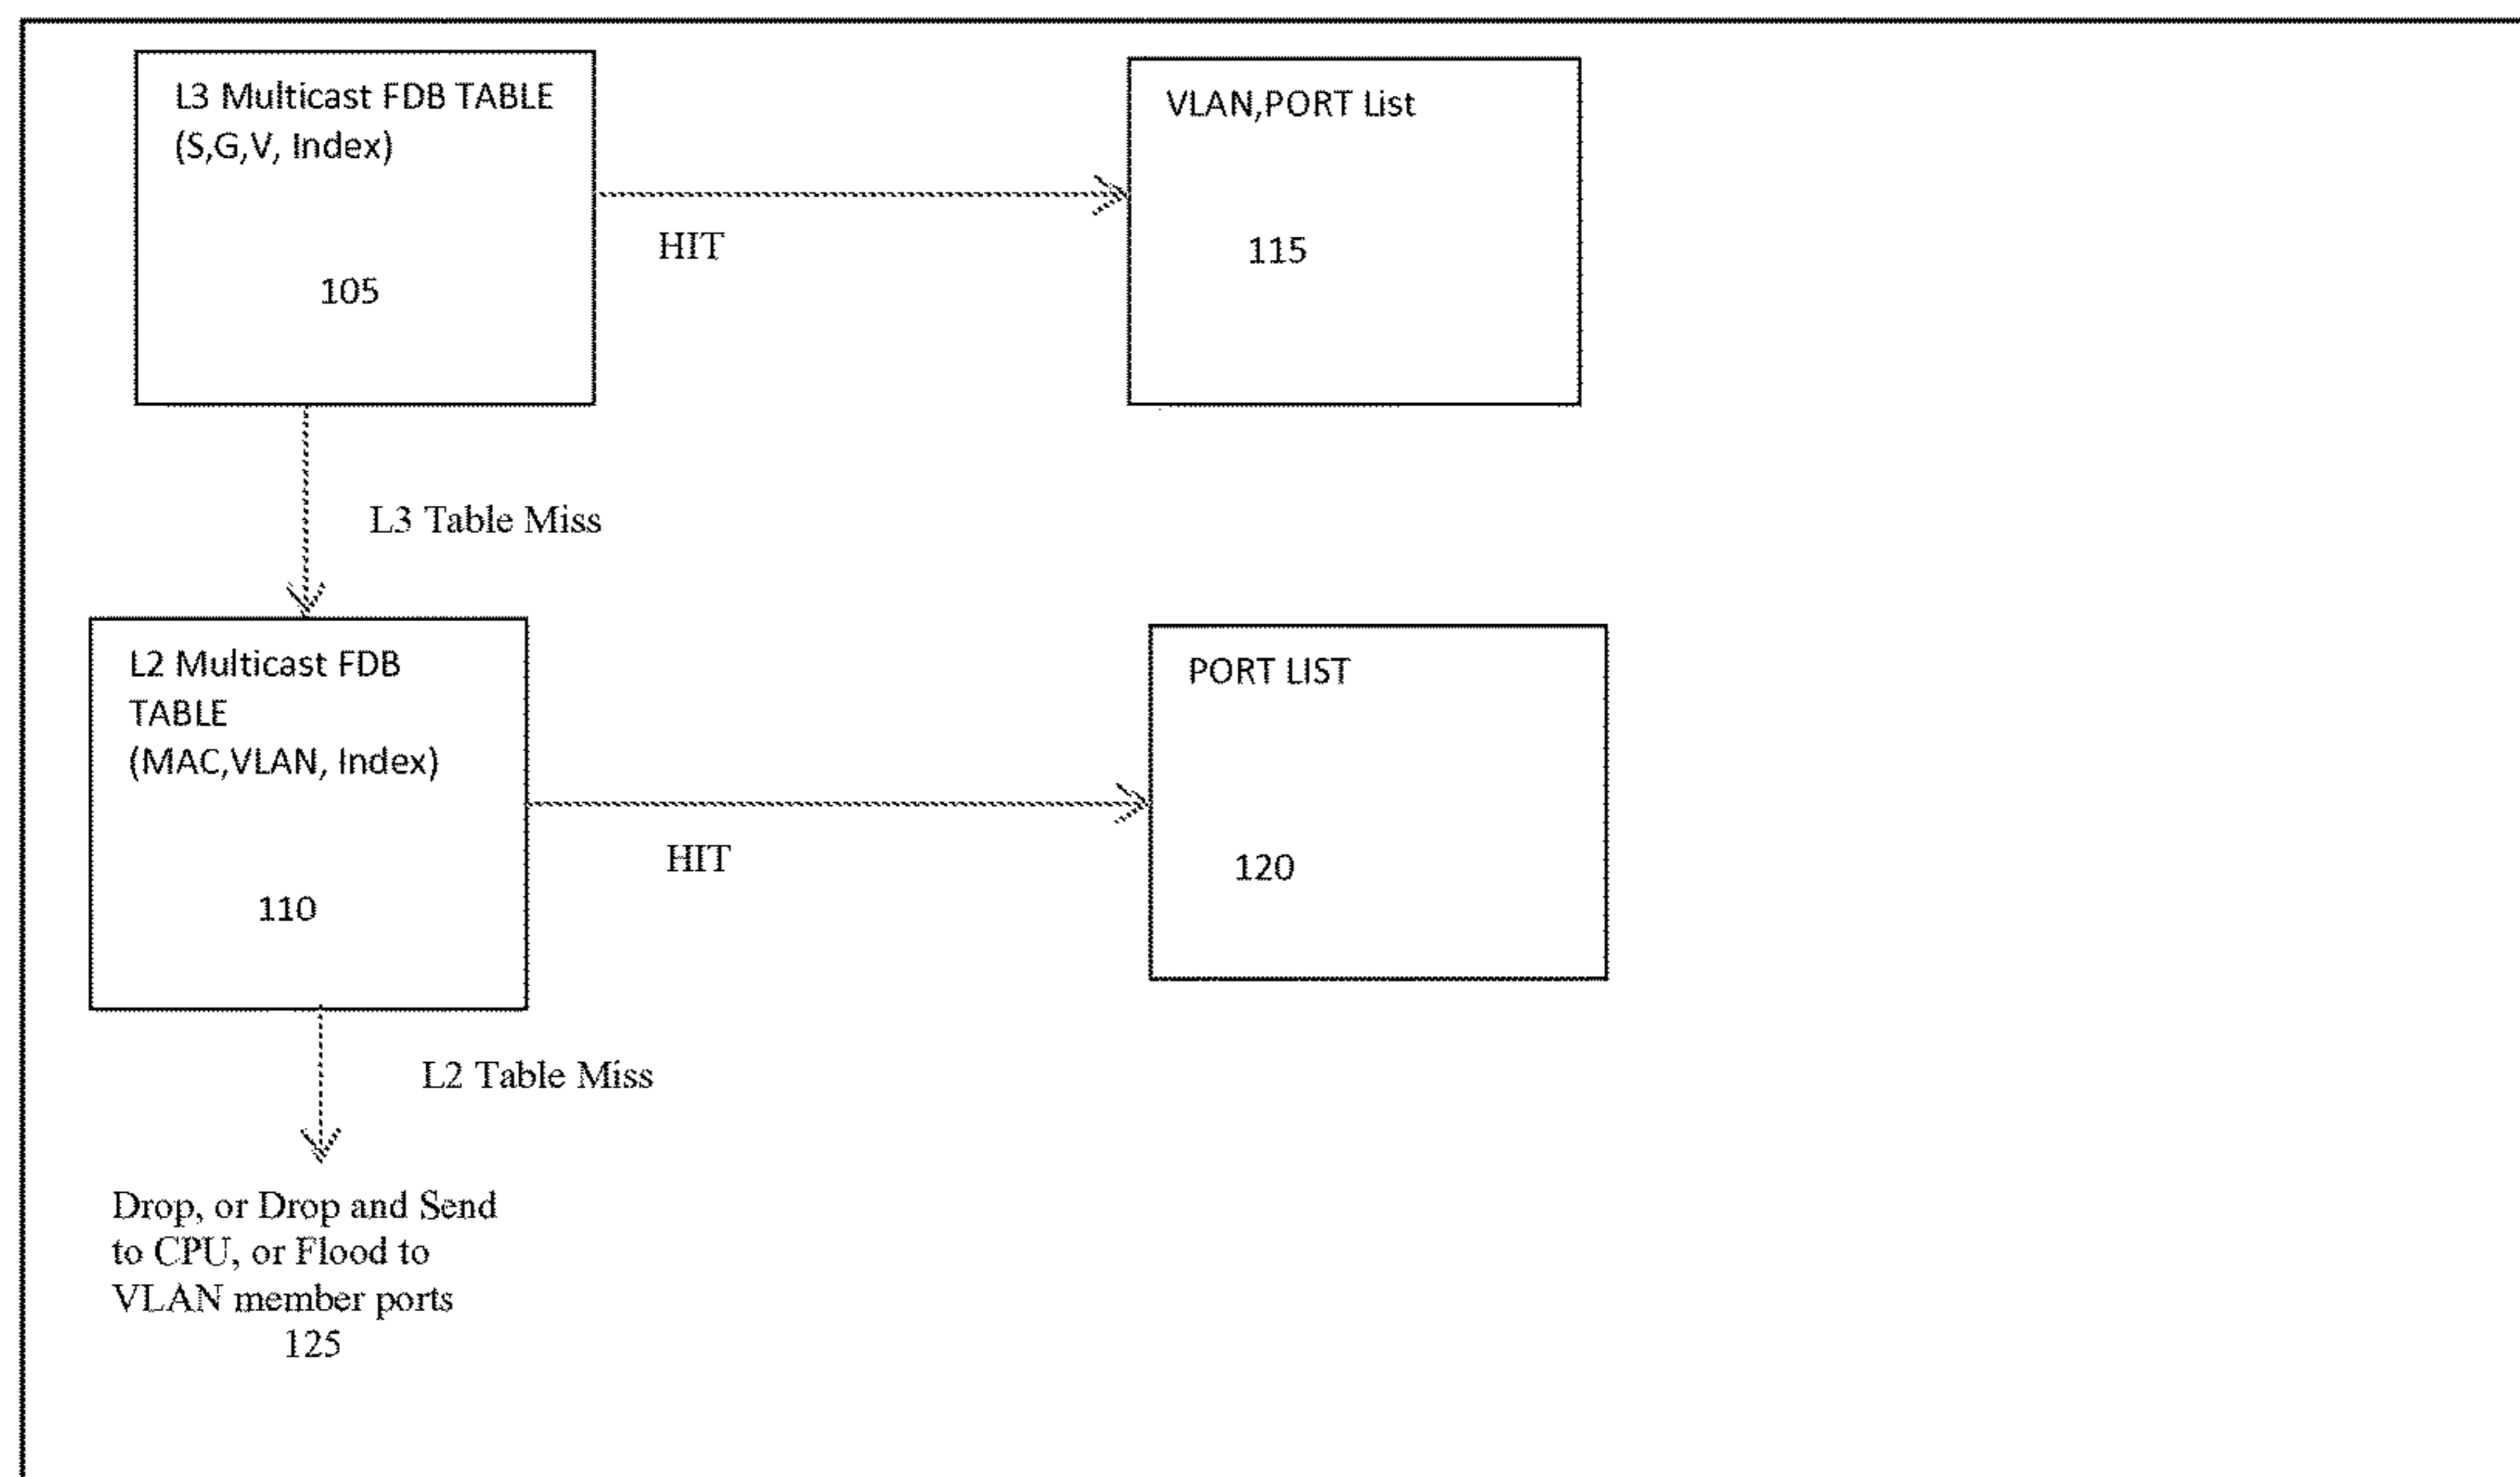 L3 Multicast FDB TABLE
(S,G,V, Index)
105
HIT
VLAN,PORT List
115
L3 Table Miss
L2 Multicast FDB
TABLE
(MAC,VLAN, Index)
110
HIT
PORT LIST
120
L2 Table Miss
Drop, or Drop and Send
to CPU, or Flood to
VLAN member ports
125